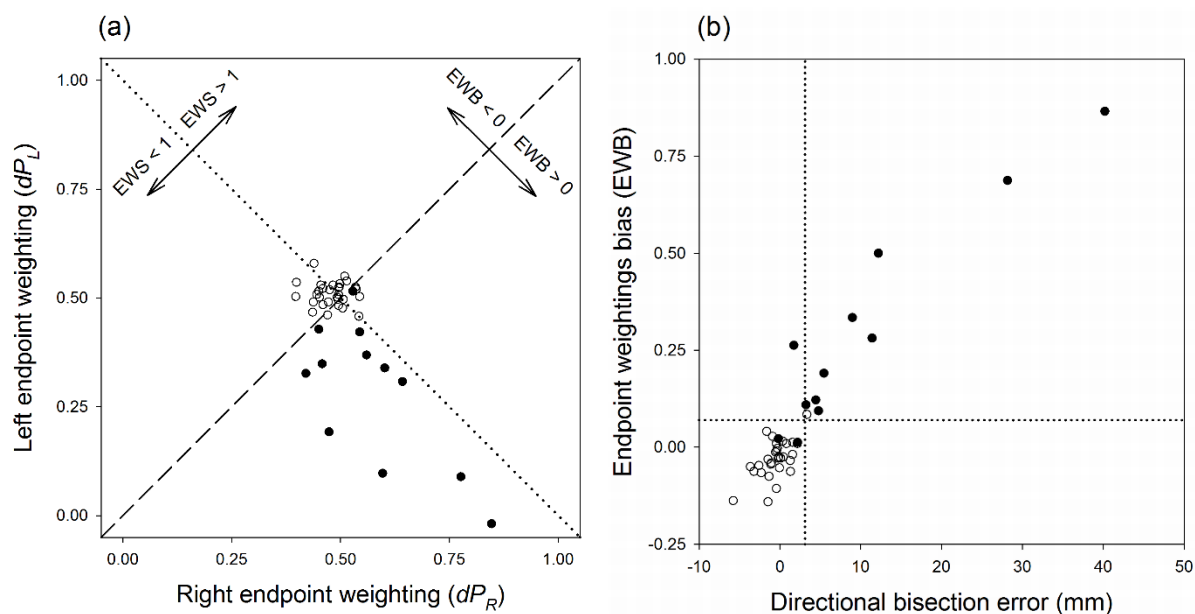 (a)
EWS < 1 EWS > 1
EWB < 0 EWB > 0
1.00
0.75
0.50
0.25
0.00
Left endpoint weighting (dPL)
0.00 0.25 0.50 0.75 1.00
Right endpoint weighting (dPR)
(b)
1.00
0.75
0.50
0.25
0.00
-0.25
Endpoint weightings bias (EWB)
-10 0 10 20 30 40 50
Directional bisection error (mm)